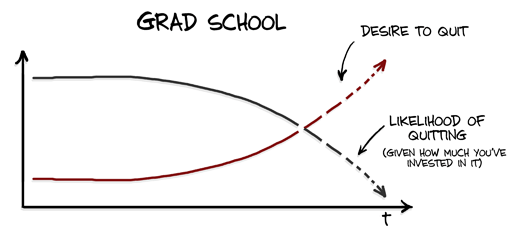 GRAD SCHOOL
DESIRE TO QUIT
LIKELIHOOD OF
QUITTING
(GIVEN HOW MUCH YOU'VE
INVESTED IN IT)
t